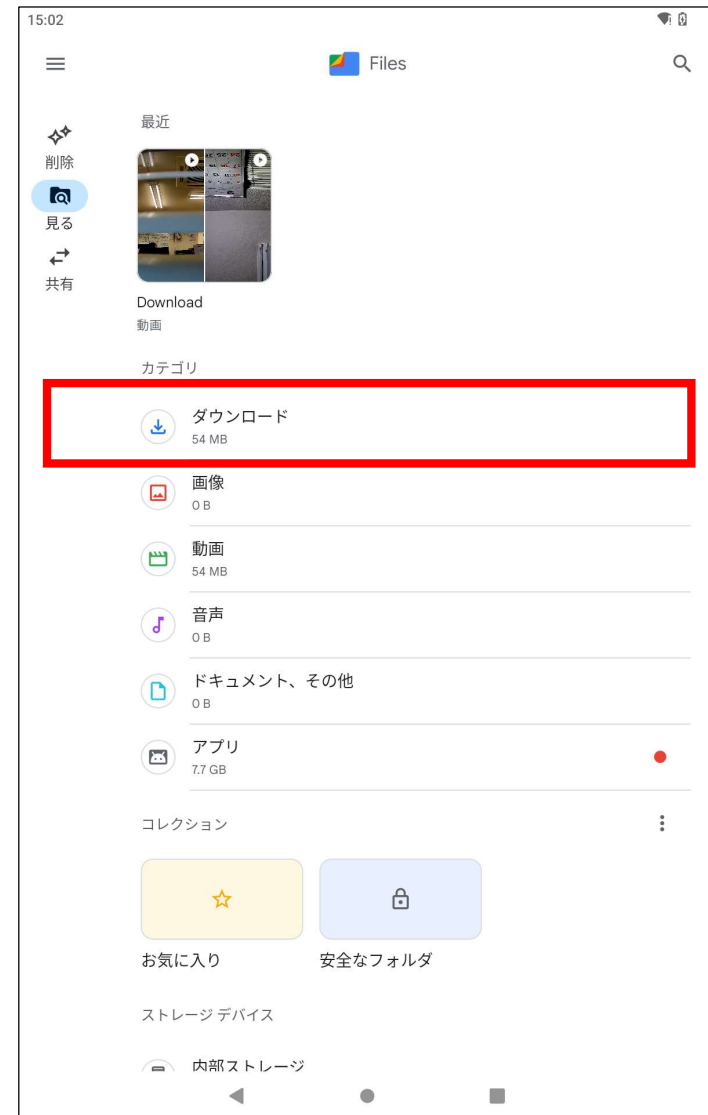 15:02
Files
最近
削除
見る
共有
Download
動画
カテゴリ
ダウンロード
54 MB
画像
0 B
動画
54 MB
音声
0 B
ドキュメント、その他
0 B
アプリ
7.7 GB
コレクション
お気に入り
安全なフォルダ
ストレージ デバイス
内部ストレージ